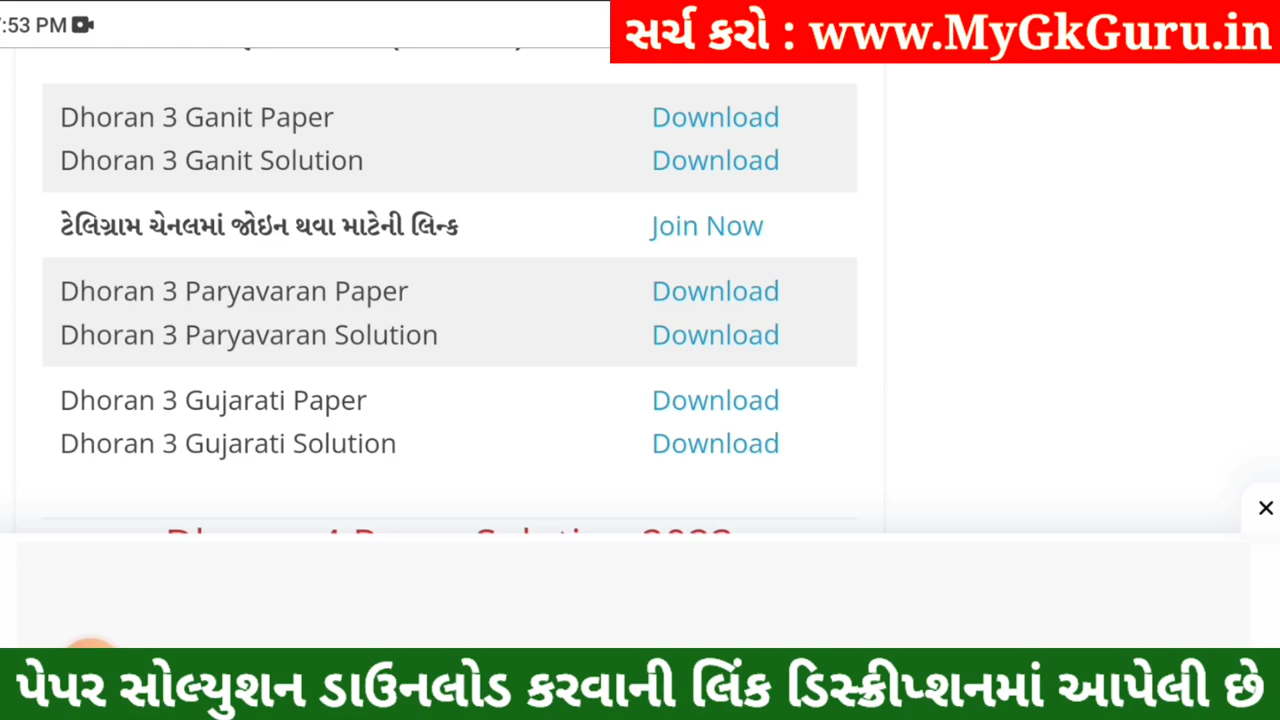 :53 PM
સર્ચ કરો : www.MyGkGuru.in
Dhoran 3 Ganit Paper Download
Dhoran 3 Ganit Solution Download
ટેલિગ્રામ ચેનલમાં જોઇન થવા માટેની લિન્ક Join Now
Dhoran 3 Paryavaran Paper Download
Dhoran 3 Paryavaran Solution Download
Dhoran 3 Gujarati Paper Download
Dhoran 3 Gujarati Solution Download
પેપર સોલ્યુશન ડાઉનલોડ કરવાની લિંક ડિસ્ક્રીપ્શનમાં આપેલી છે